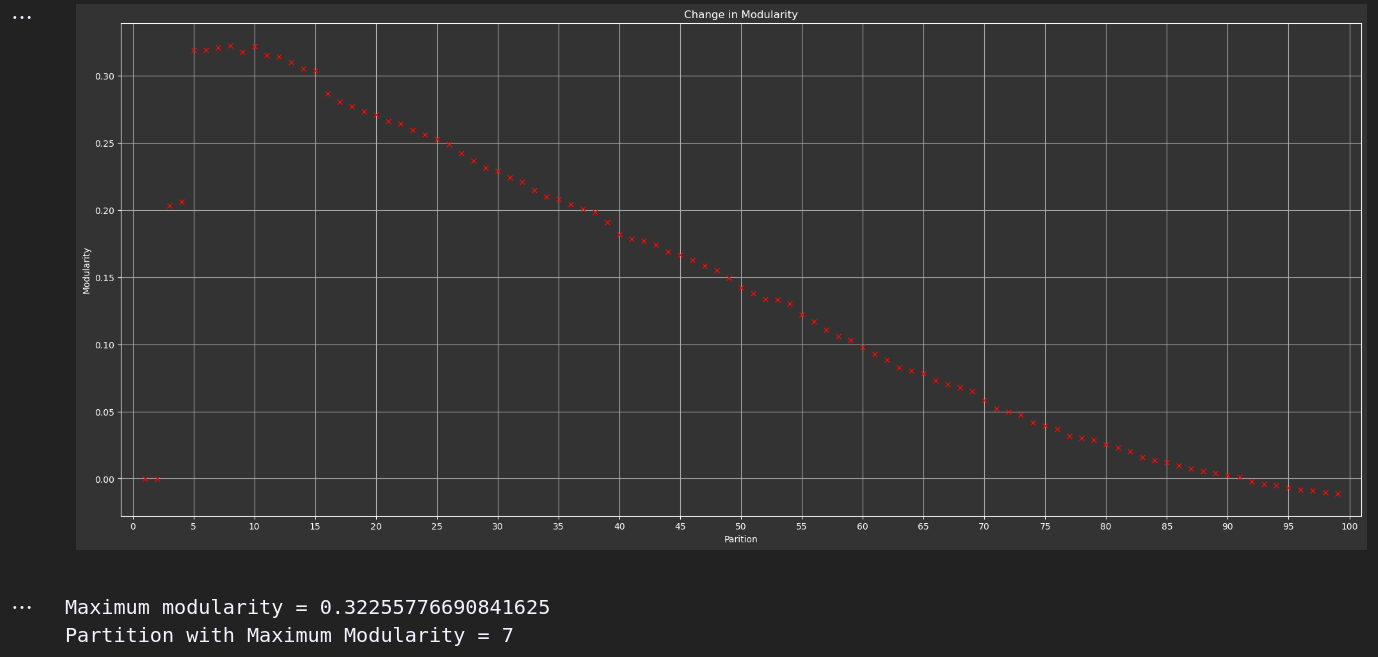 ...
Change in Modularity
0.30
0.25
0.20
0.15
0.10
0.05
0.00
Modularity
0 5 10 15 20 25 30 35 40 45 50 55 60 65 70 75 80 85 90 95 100
Parition
...
Maximum modularity = 0.32255776690841625
Partition with Maximum Modularity = 7